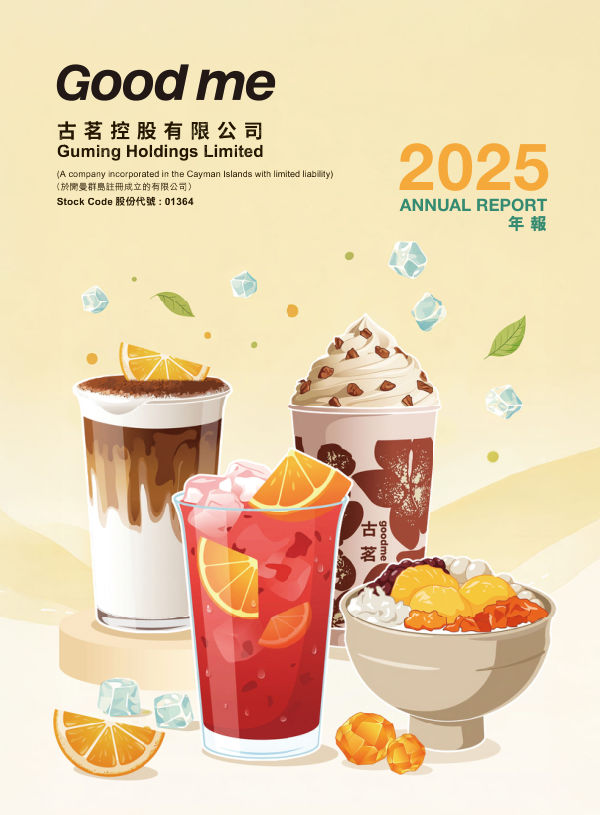 Good me
古茗控股有限公司
Guming Holdings Limited
(A company incorporated in the Cayman Islands with limited liability)
（於開曼群島註冊成立的有限公司）
Stock Code 股份代號 : 01364
2025
ANNUAL REPORT
年報
古茗
goodme